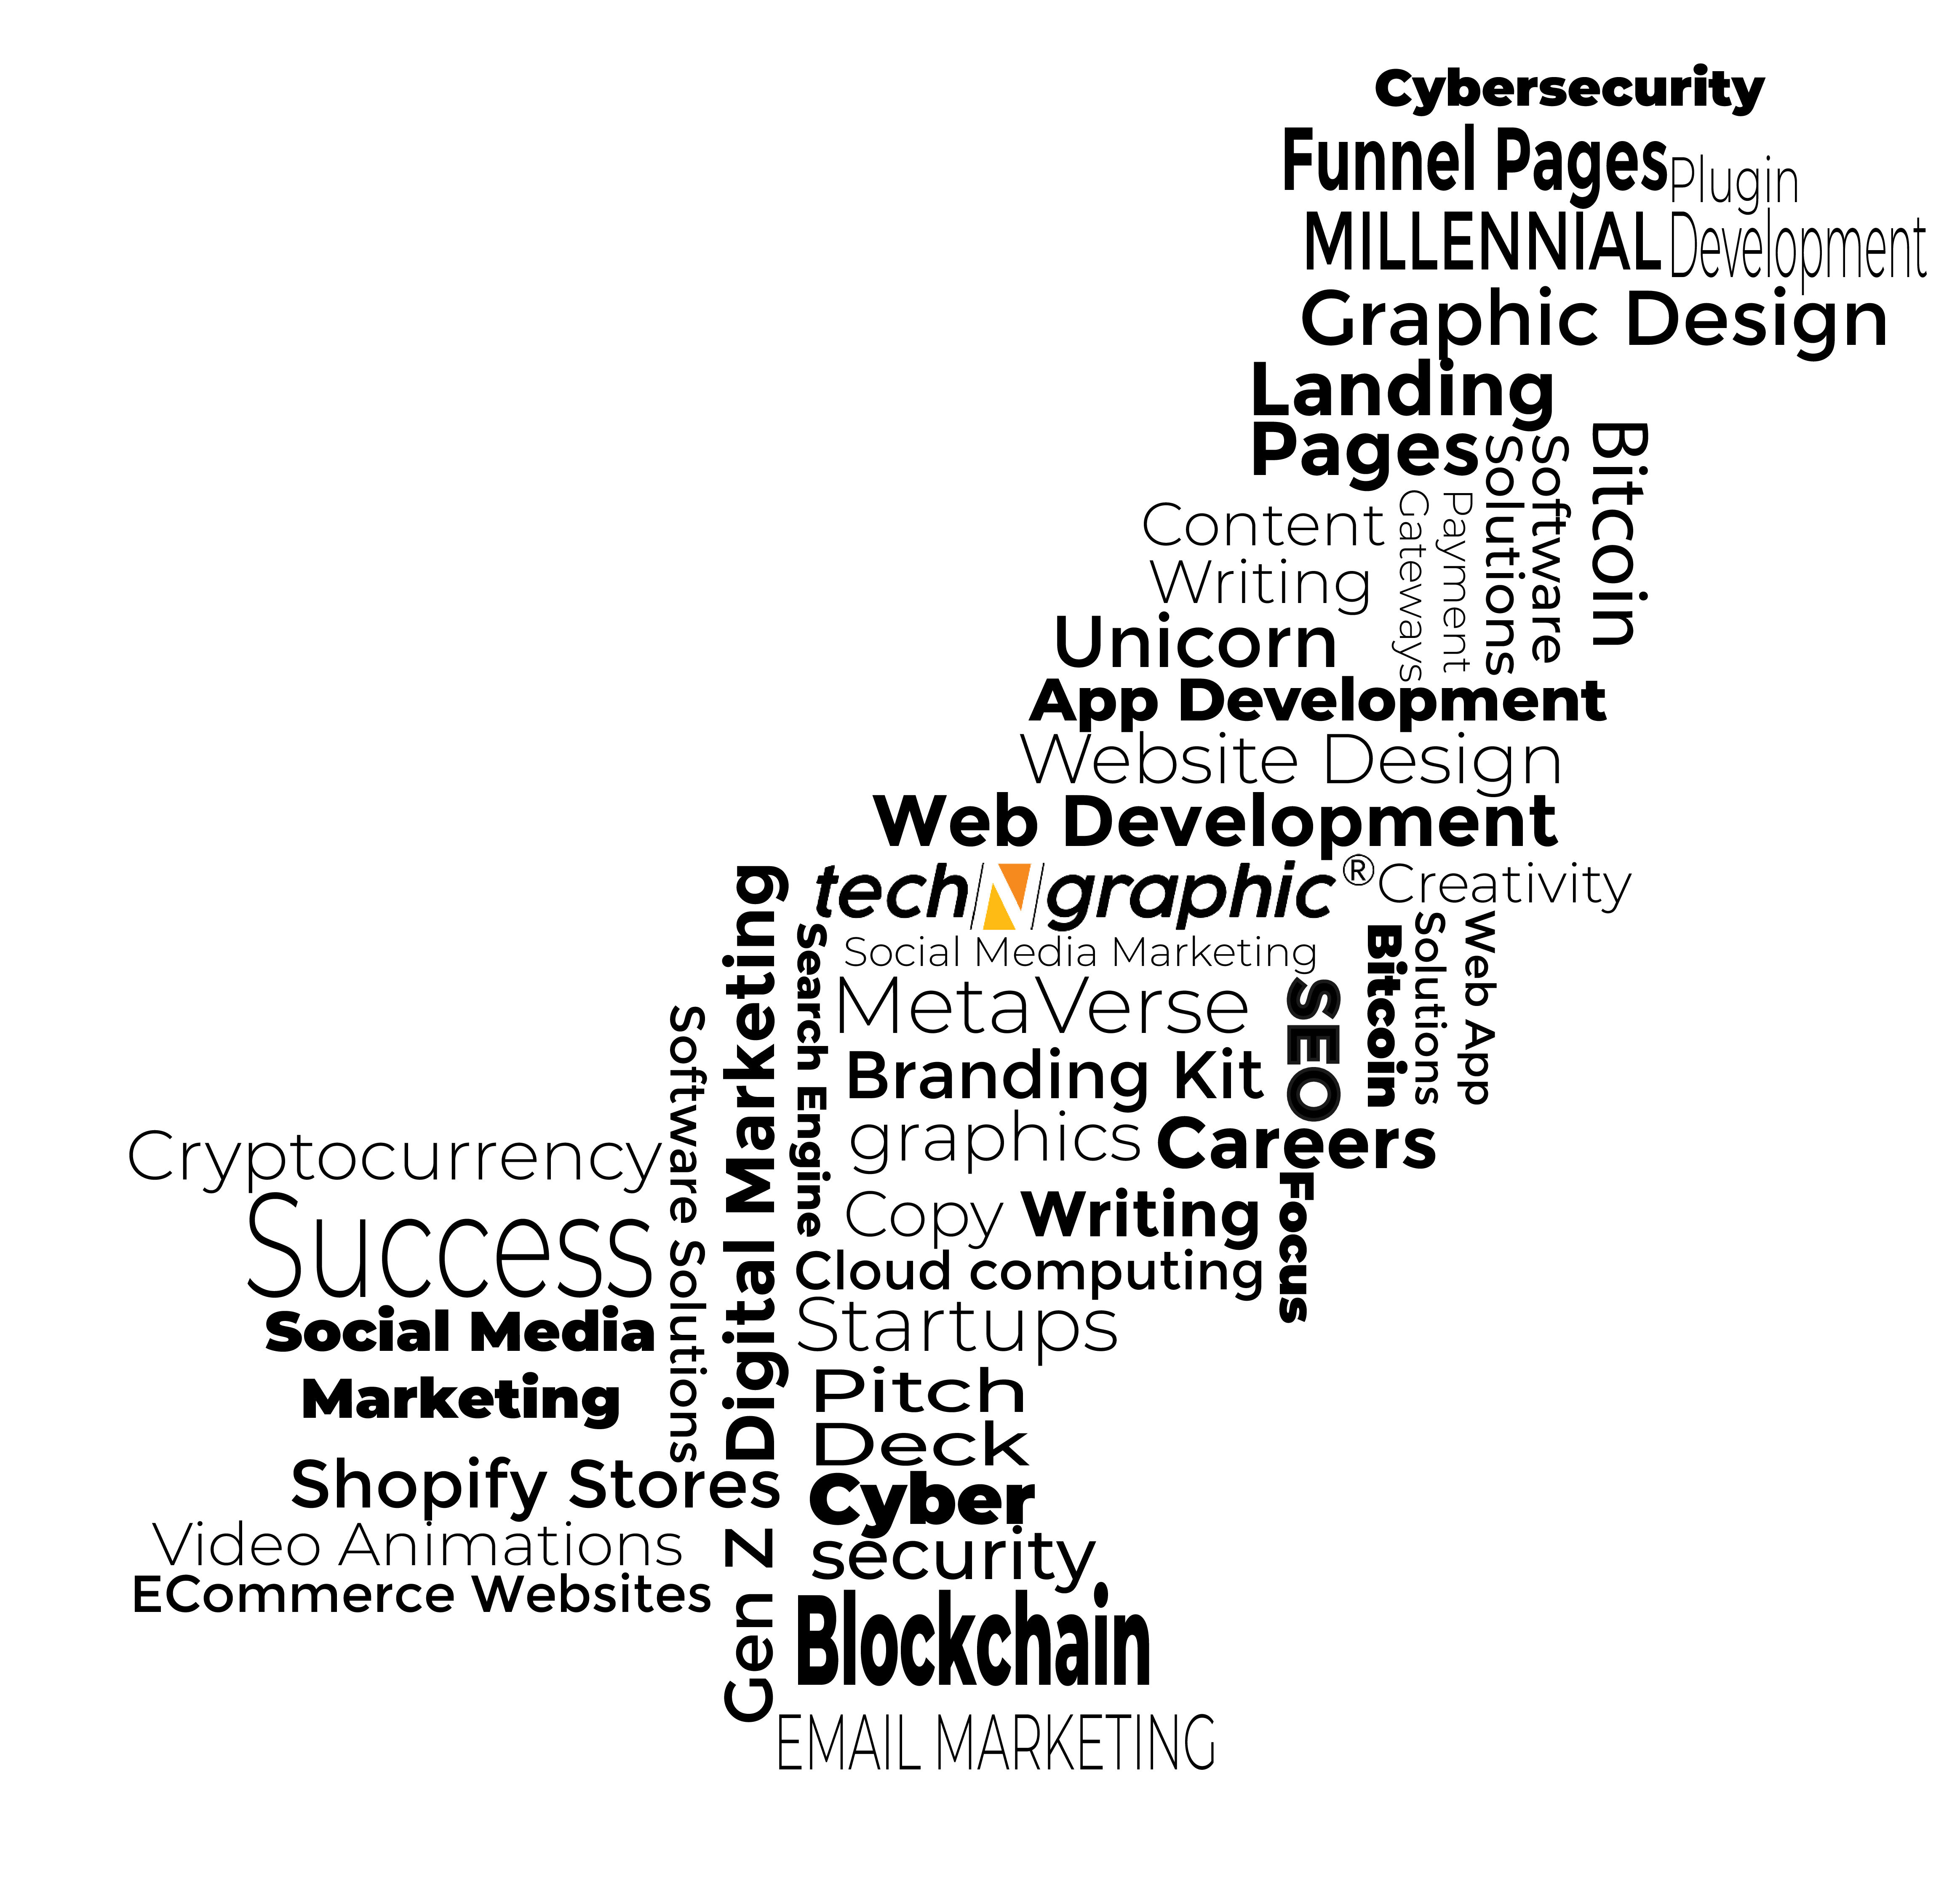 Cybersecurity
Funnel Pages
Plugin
Development
MILLENNIAL
Graphic Design
Landing
Pages
Software
Solutions
Bitcoin
Payment
Gateways
Content
Writing
Unicorn
App Development
Website Design
Web Development
tech N graphic®
Creativity
Social Media Marketing
MetaVerse
Branding Kit
SEO
Bitcoin
Web App
Solutions
graphics
Careers
Focus
Copy Writing
Cloud computing
Startups
Search Engine
Digital Marketing
Software Solutions
Cryptocurrency
Success
Social Media
Marketing
Shopify Stores
Video Animations
ECommerce Websites
Gen Z
Pitch
Deck
Cyber
security
Blockchain
EMAIL MARKETING